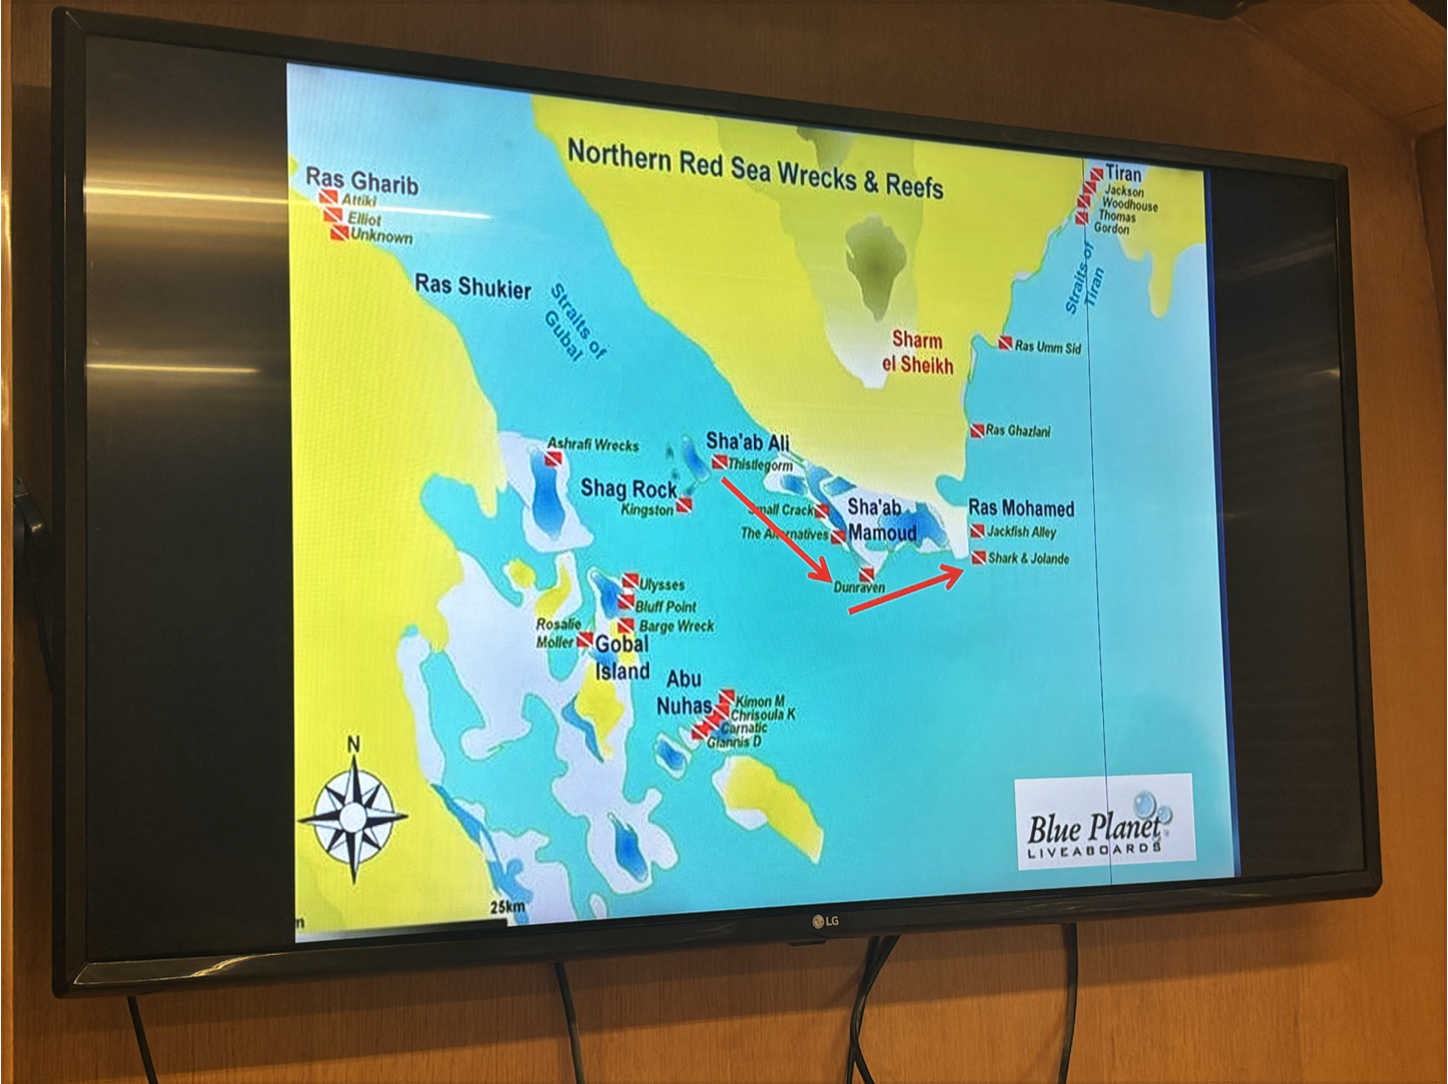 Northern Red Sea Wrecks & Reefs
Ras Gharib
Attiki
Elliot
Unknown
Ras Shukier
Straits of
Gubal
Tiran
Jackson
Woodhouse
Thomas
Gordon
Straits of
Tiran
Sharm
el Sheikh
Ras Umm Sid
Ras Ghazlani
Ashrafi Wrecks
Sha'ab Ali
Thistlegorm
Shag Rock
Kingston
Small Crack
The Alternatives
Sha'ab
Mamoud
Dunraven
Ras Mohamed
Jackfish Alley
Shark & Jolande
Ulysses
Bluff Point
Barge Wreck
Rosalie
Moller
Gobal
Island
Abu
Nuhas
Kimon M
Chrisoula K
Carnatic
Giannis D
N
25km
Blue Planet
LIVEABOARDS
LG